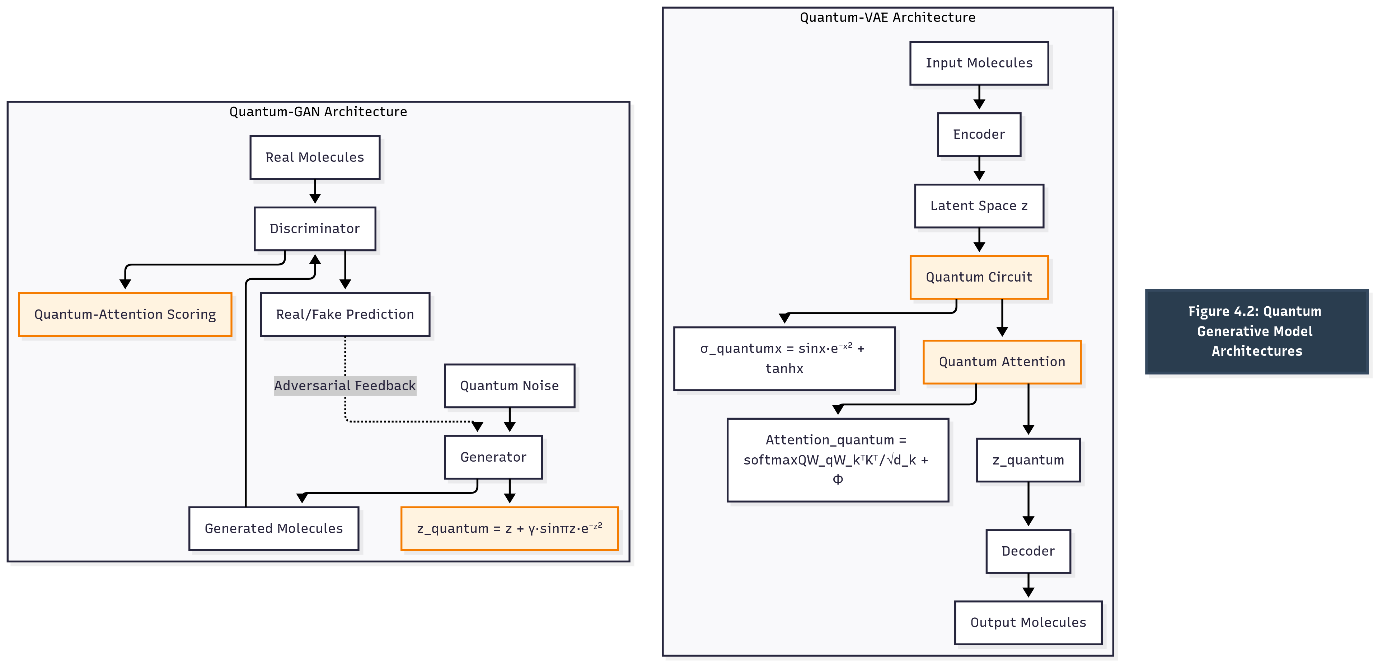 Quantum-GAN Architecture
Real Molecules
Discriminator
Quantum-Attention Scoring
Real/Fake Prediction
Adversarial Feedback
Quantum Noise
Generator
Generated Molecules
z_quantum = z + γ·sinπz·e⁻ᶻ²
Quantum-VAE Architecture
Input Molecules
Encoder
Latent Space z
Quantum Circuit
σ_quantumx = sinx·e⁻ˣ² +
tanhx
Quantum Attention
Attention_quantum =
softmaxQW_qW_kᵀKᵀ/√d_k +
Φ
z_quantum
Decoder
Output Molecules
Figure 4.2: Quantum
Generative Model
Architectures